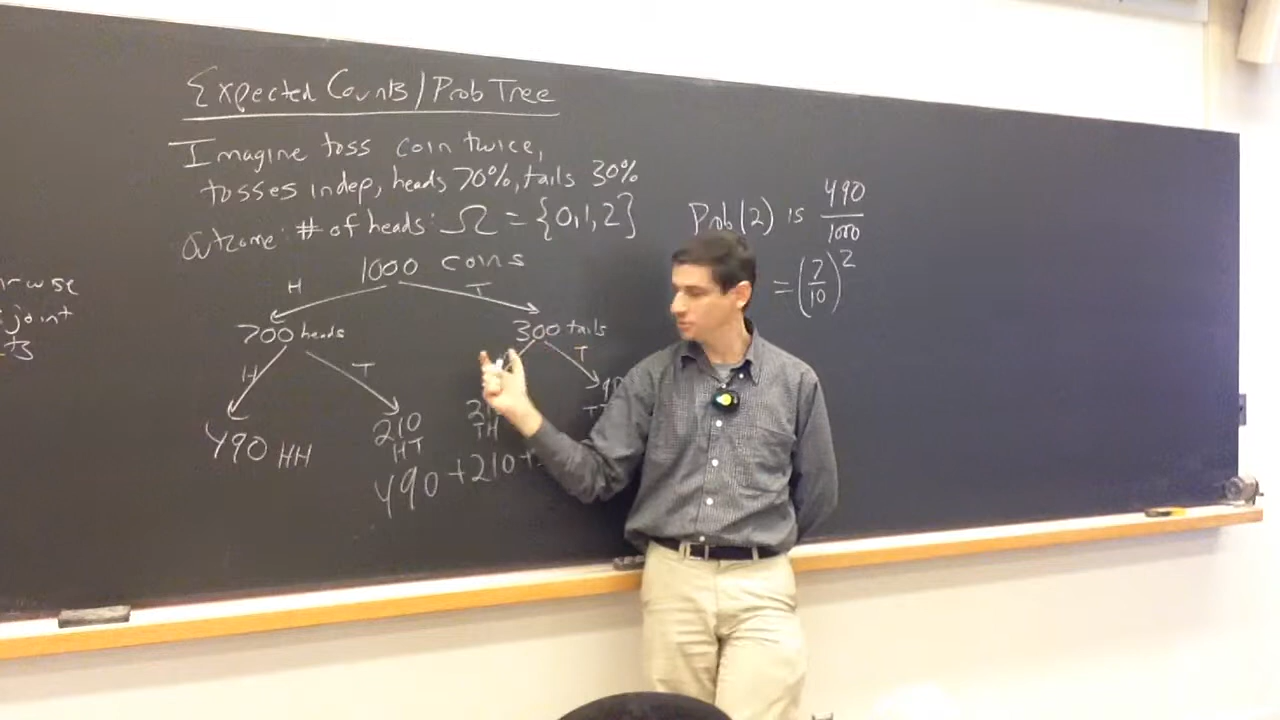 Expected Counts/Prob Tree
Imagine toss coin twice,
tosses indep, heads 70%, tails 30%
outcome: # of heads: Ω = {0,1,2}
1000 coins
H T
700 heads 300 tails
H T T
490 HH
210
HT
TH
490 + 210 +
Prob(2) is 490/1000
= (7/10)^2
joint